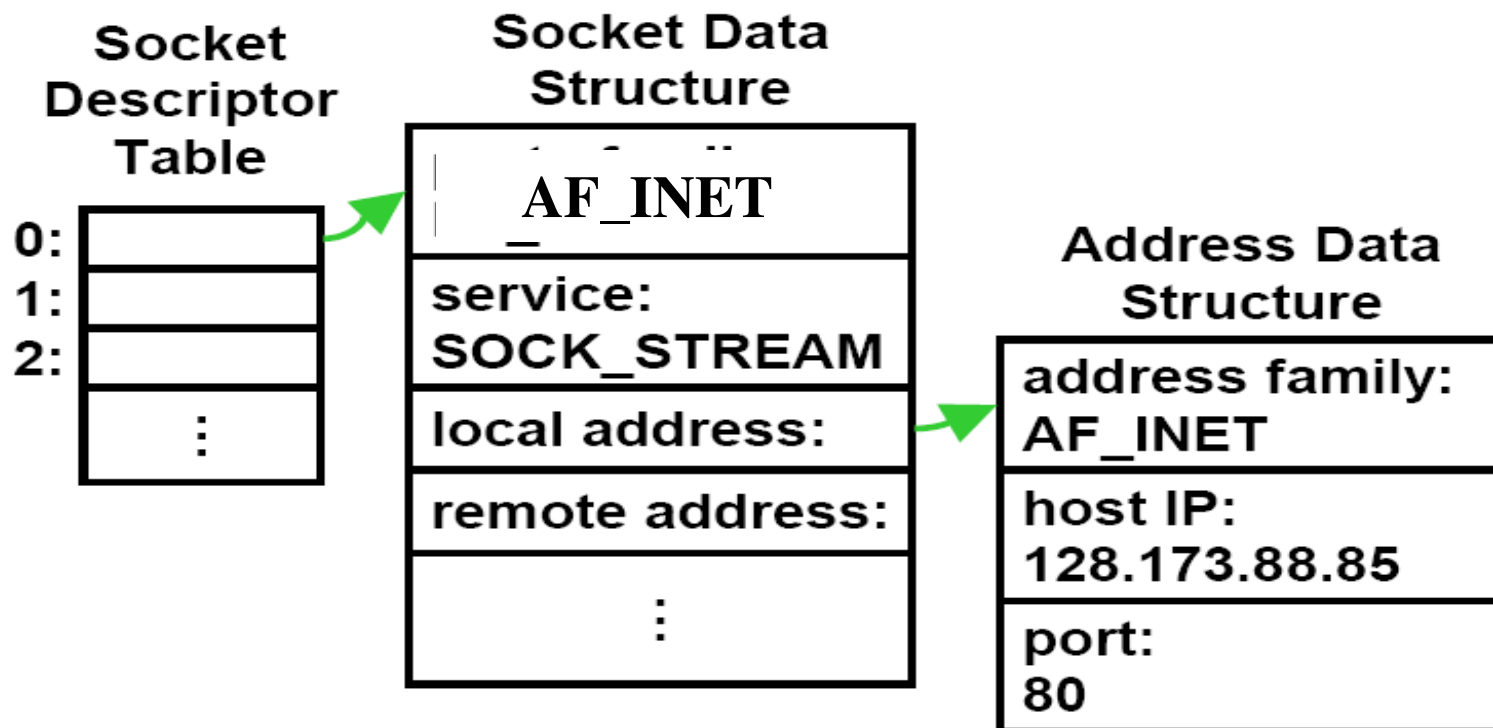 Socket
Descriptor
Table
0:
1:
2:
⋮
Socket Data
Structure
AF_INET
service:
SOCK_STREAM
local address:
remote address:
⋮
Address Data
Structure
address family:
AF_INET
host IP:
128.173.88.85
port:
80